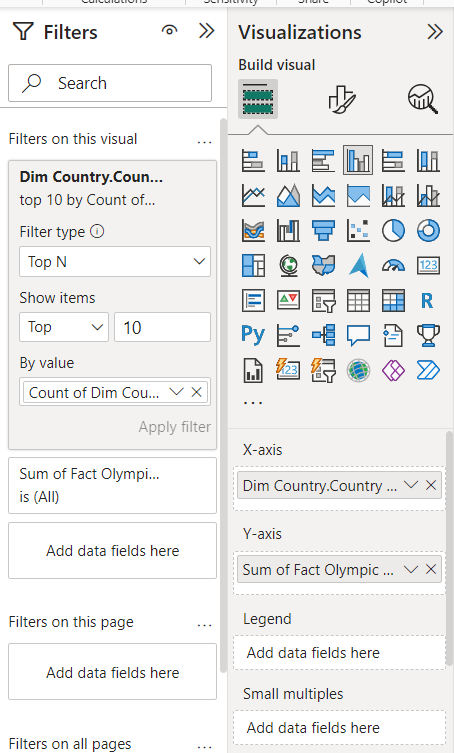 Calculations Sensitivity Share Copilot
Filters
Search
Filters on this visual ...
Dim Country.Coun...
top 10 by Count of...
Filter type
Top N
Show items
Top 10
By value
Count of Dim Cou...
Apply filter
Sum of Fact Olympi...
is (All)
Add data fields here
Filters on this page ...
Add data fields here
Filters on all pages ...
Visualizations
Build visual
123
R
Py
123
...
X-axis
Dim Country.Country ...
Y-axis
Sum of Fact Olympic ...
Legend
Add data fields here
Small multiples
Add data fields here